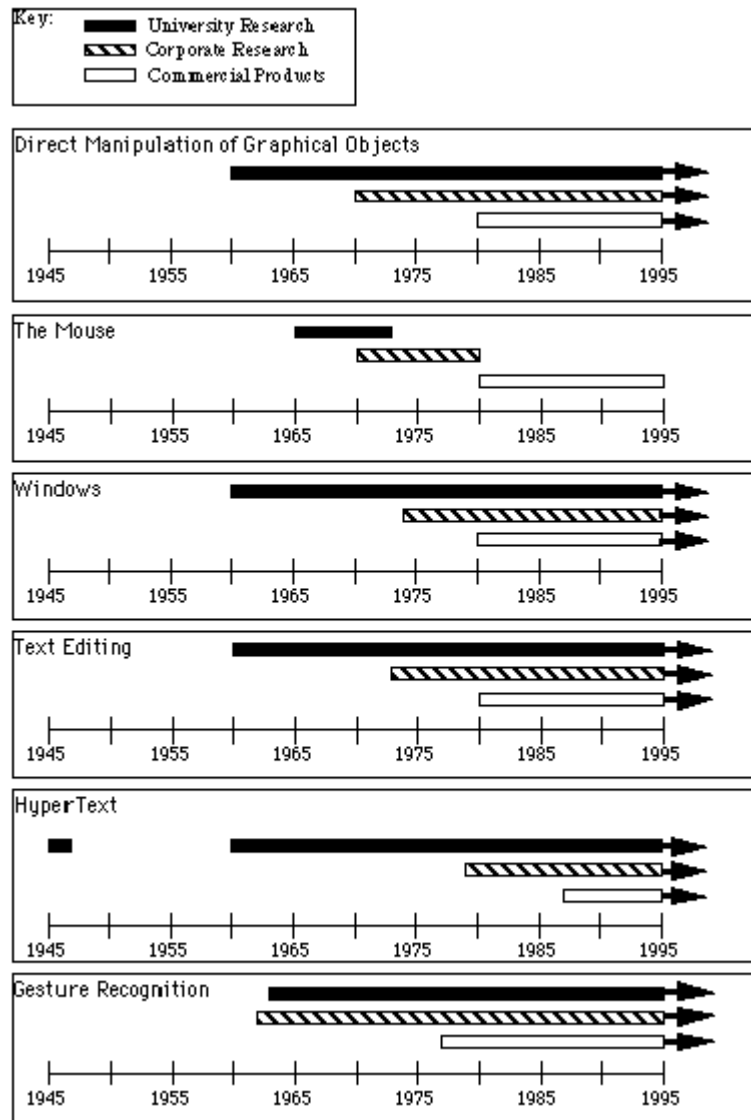 Key:
University Research
Corporate Research
Commercial Products
Direct Manipulation of Graphical Objects
1945 1955 1965 1975 1985 1995
The Mouse
1945 1955 1965 1975 1985 1995
Windows
1945 1955 1965 1975 1985 1995
Text Editing
1945 1955 1965 1975 1985 1995
HyperText
1945 1955 1965 1975 1985 1995
Gesture Recognition
1945 1955 1965 1975 1985 1995